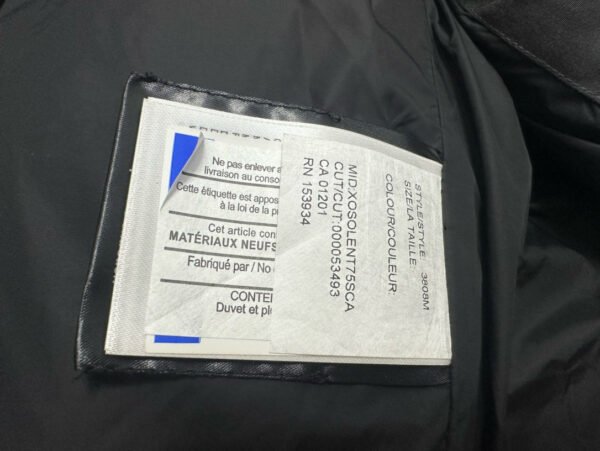 Ne pas enlever a
livraison au conso
Cette étiquette est appos
à la loi de la p
Cet article con
MATÉRIAUX NEUFS
Fabriqué par / No
CONTE
Duvet et pl
STYLE/STYLE 3808M
SIZE/LA TAILLE
COLOUR/COULEUR:
MID:XOSOLENT75SCA
CUT/CUT:000053493
CA 01201
RN 153934